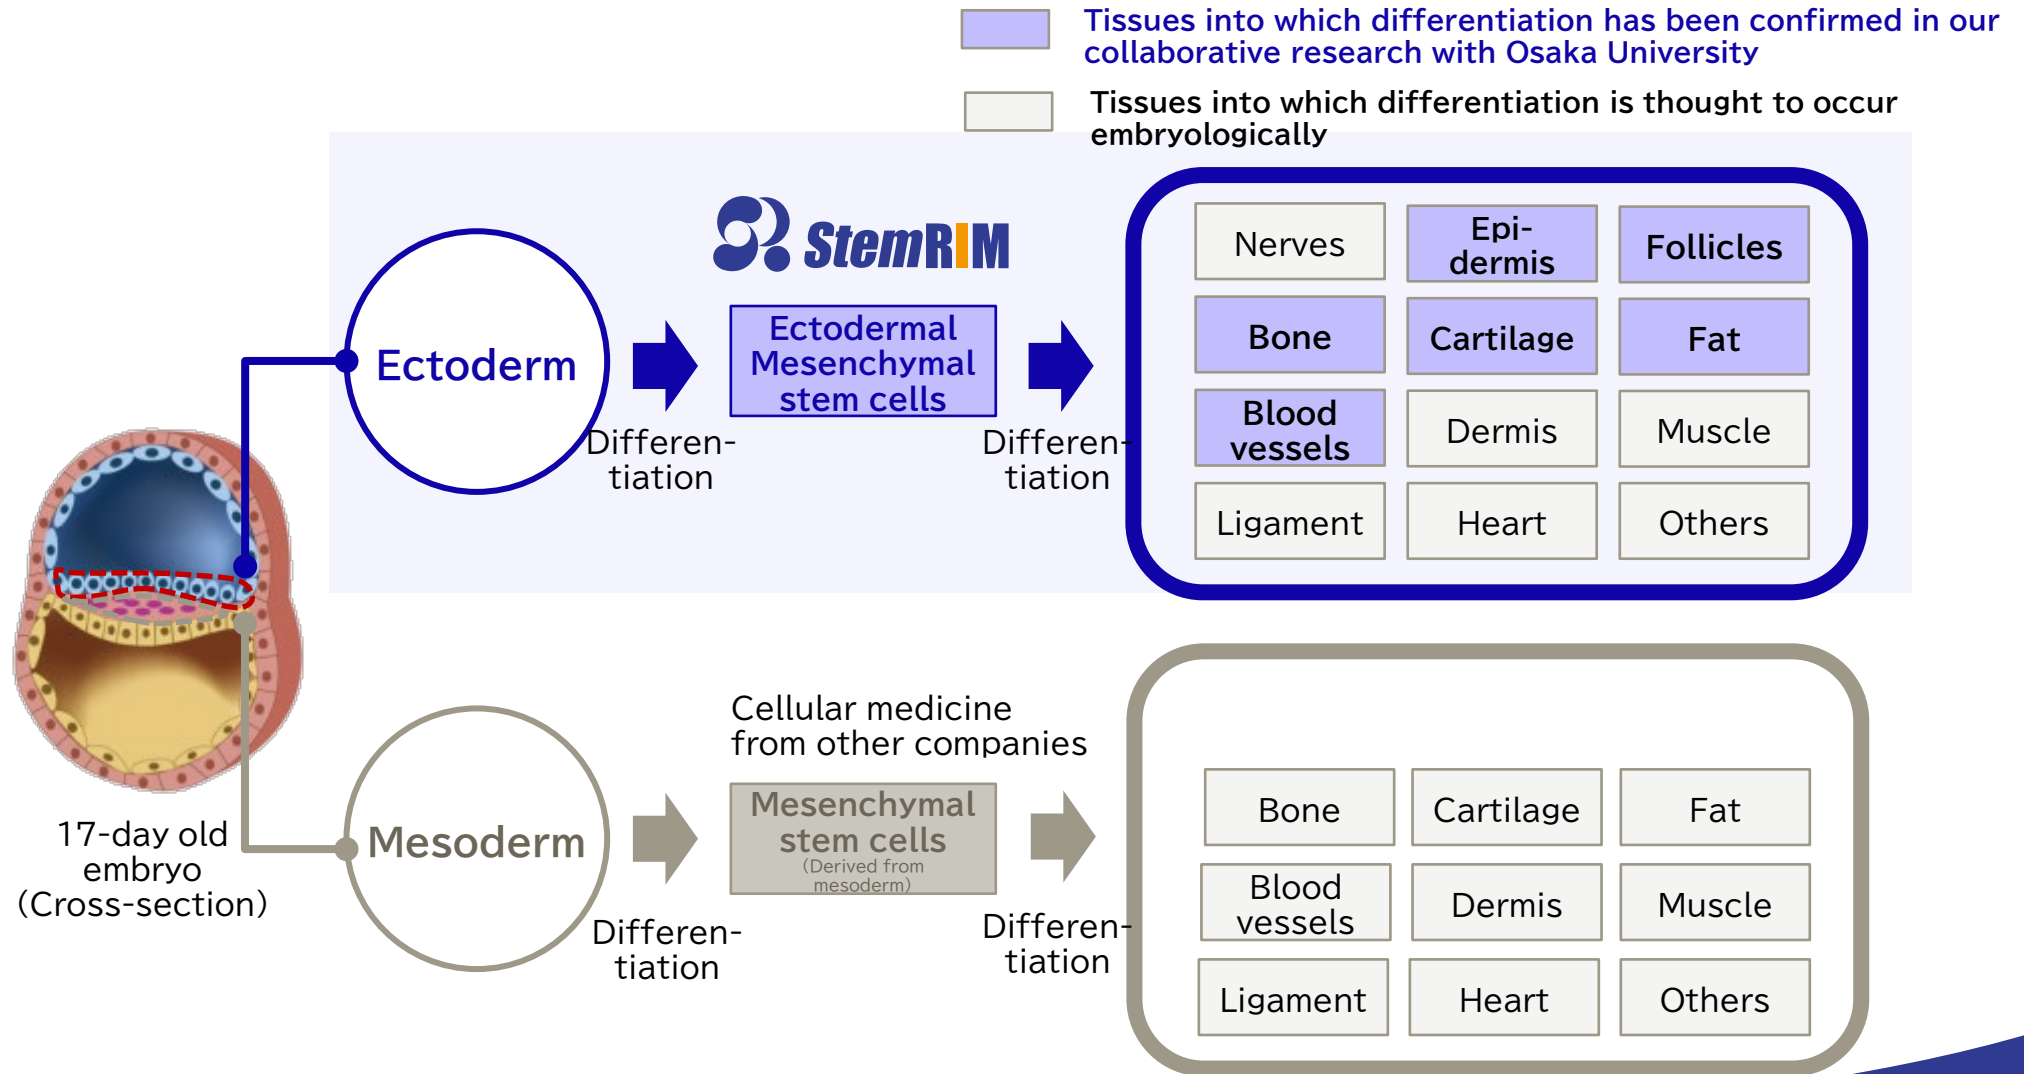 Tissues into which differentiation has been confirmed in our
collaborative research with Osaka University
Tissues into which differentiation is thought to occur
embryologically
StemRIM
Ectoderm
Differen-
tiation
Ectodermal
Mesenchymal
stem cells
Differen-
tiation
Nerves
Epi-
dermis
Follicles
Bone
Cartilage
Fat
Blood
vessels
Dermis
Muscle
Ligament
Heart
Others
17-day old
embryo
(Cross-section)
Mesoderm
Differen-
tiation
Cellular medicine
from other companies
Mesenchymal
stem cells
(Derived from
mesoderm)
Differen-
tiation
Bone
Cartilage
Fat
Blood
vessels
Dermis
Muscle
Ligament
Heart
Others